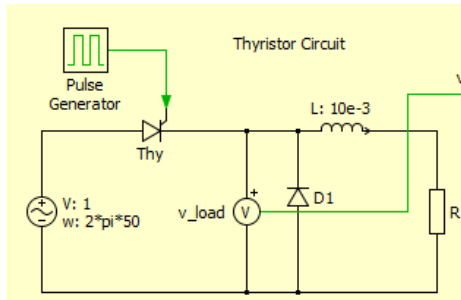 Thyristor Circuit
Pulse
Generator
L: 10e-3
v
Thy
V: 1
w: 2*pi*50
v_load
+
V
D1
R